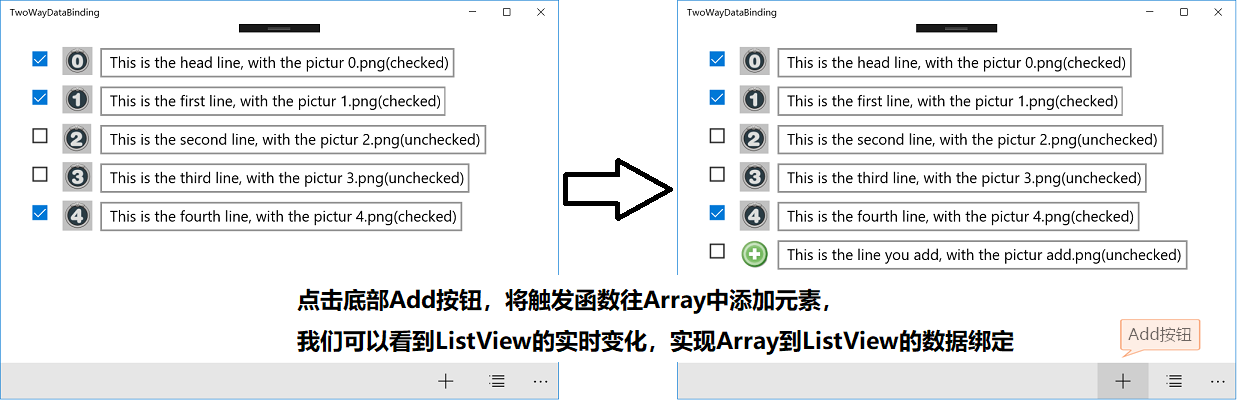 TwoWayDataBinding
0 This is the head line, with the pictur 0.png(checked)
1 This is the first line, with the pictur 1.png(checked)
2 This is the second line, with the pictur 2.png(unchecked)
3 This is the third line, with the pictur 3.png(unchecked)
4 This is the fourth line, with the pictur 4.png(checked)
TwoWayDataBinding
0 This is the head line, with the pictur 0.png(checked)
1 This is the first line, with the pictur 1.png(checked)
2 This is the second line, with the pictur 2.png(unchecked)
3 This is the third line, with the pictur 3.png(unchecked)
4 This is the fourth line, with the pictur 4.png(checked)
This is the line you add, with the pictur add.png(unchecked)
点击底部Add按钮，将触发函数往Array中添加元素，
我们可以看到ListView的实时变化，实现Array到ListView的数据绑定
Add按钮